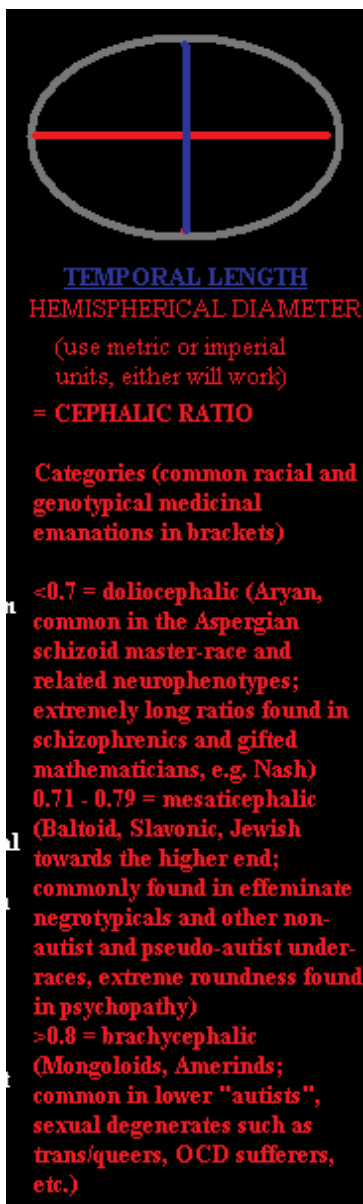 TEMPORAL LENGTH
HEMISPHERICAL DIAMETER
(use metric or imperial
units, either will work)
= CEPHALIC RATIO
Categories (common racial and
genotypical medicinal
emanations in brackets)
<0.7 = doliocephalic (Aryan,
common in the Aspergian
schizoid master-race and
related neurophenotypes;
extremely long ratios found in
schizophrenics and gifted
mathematicians, e.g. Nash)
0.71 - 0.79 = mesaticephalic
(Baltoid, Slavonic, Jewish
towards the higher end;
commonly found in effeminate
negrotypicals and other non-
autist and pseudo-autist under-
races, extreme roundness found
in psychopathy)
>0.8 = brachycephalic
(Mongoloids, Amerinds;
common in lower "autists",
sexual degenerates such as
trans/queers, OCD sufferers,
etc.)